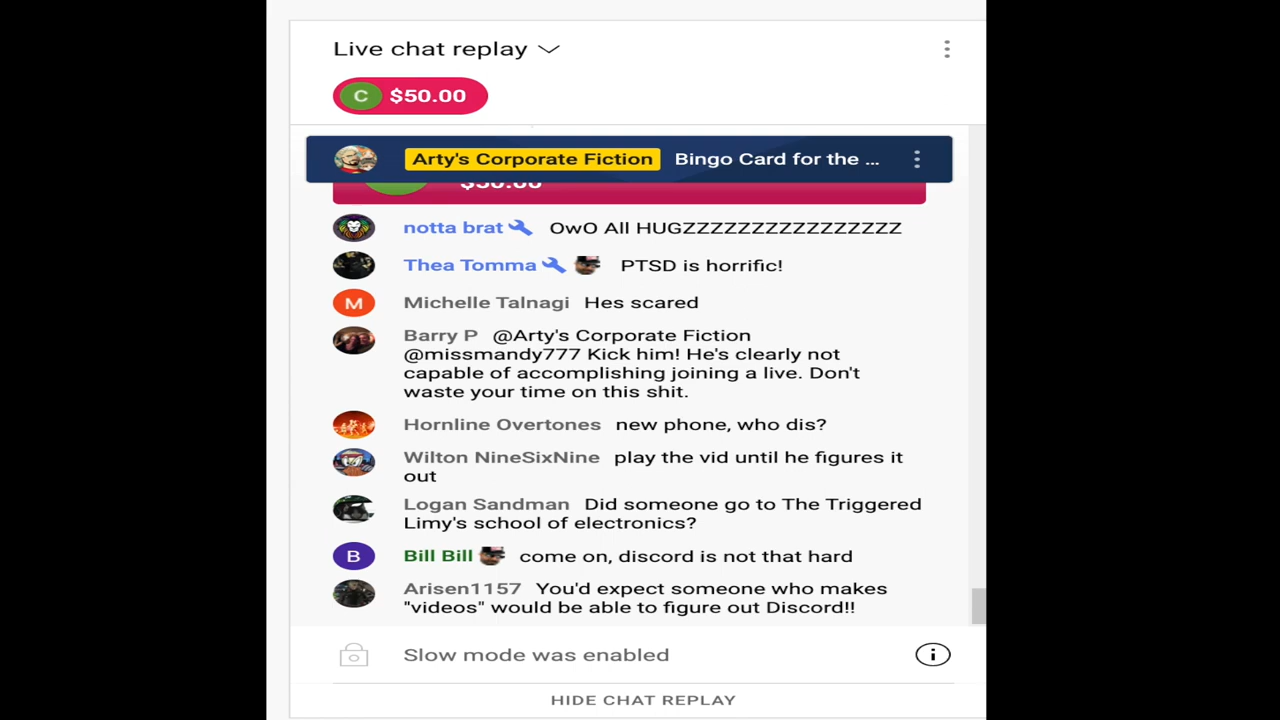 Live chat replay
C $50.00
Arty's Corporate Fiction Bingo Card for the ...
$50.00
notta brat OwO All HUGZZZZZZZZZZZZZZZZ
Thea Tomma PTSD is horrific!
M Michelle Talnagi Hes scared
Barry P @Arty's Corporate Fiction
@missmandy777 Kick him! He's clearly not
capable of accomplishing joining a live. Don't
waste your time on this shit.
Hornline Overtones new phone, who dis?
Wilton NineSixNine play the vid until he figures it
out
Logan Sandman Did someone go to The Triggered
Limy's school of electronics?
B Bill Bill come on, discord is not that hard
Arisen1157 You'd expect someone who makes
"videos" would be able to figure out Discord!!
Slow mode was enabled
HIDE CHAT REPLAY